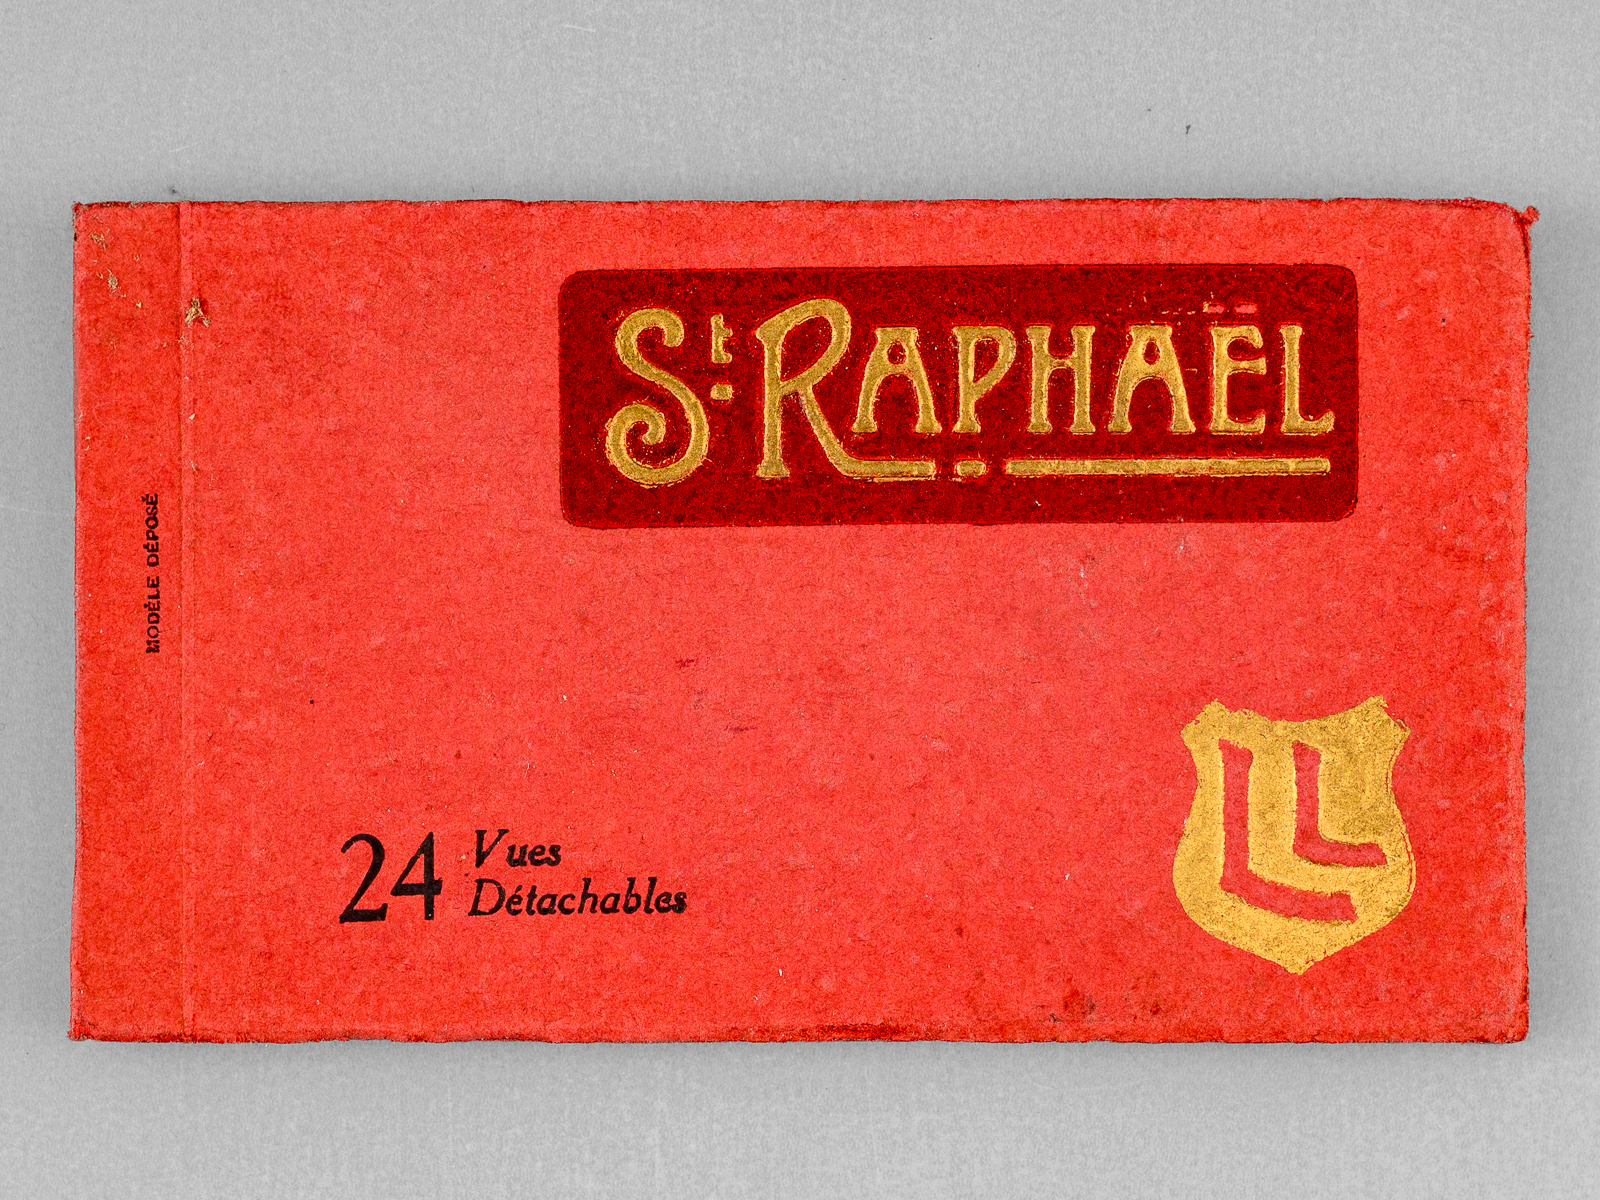 St. RAPHAËL
MODÈLE DÉPOSÉ
24 Vues
Détachables
LL